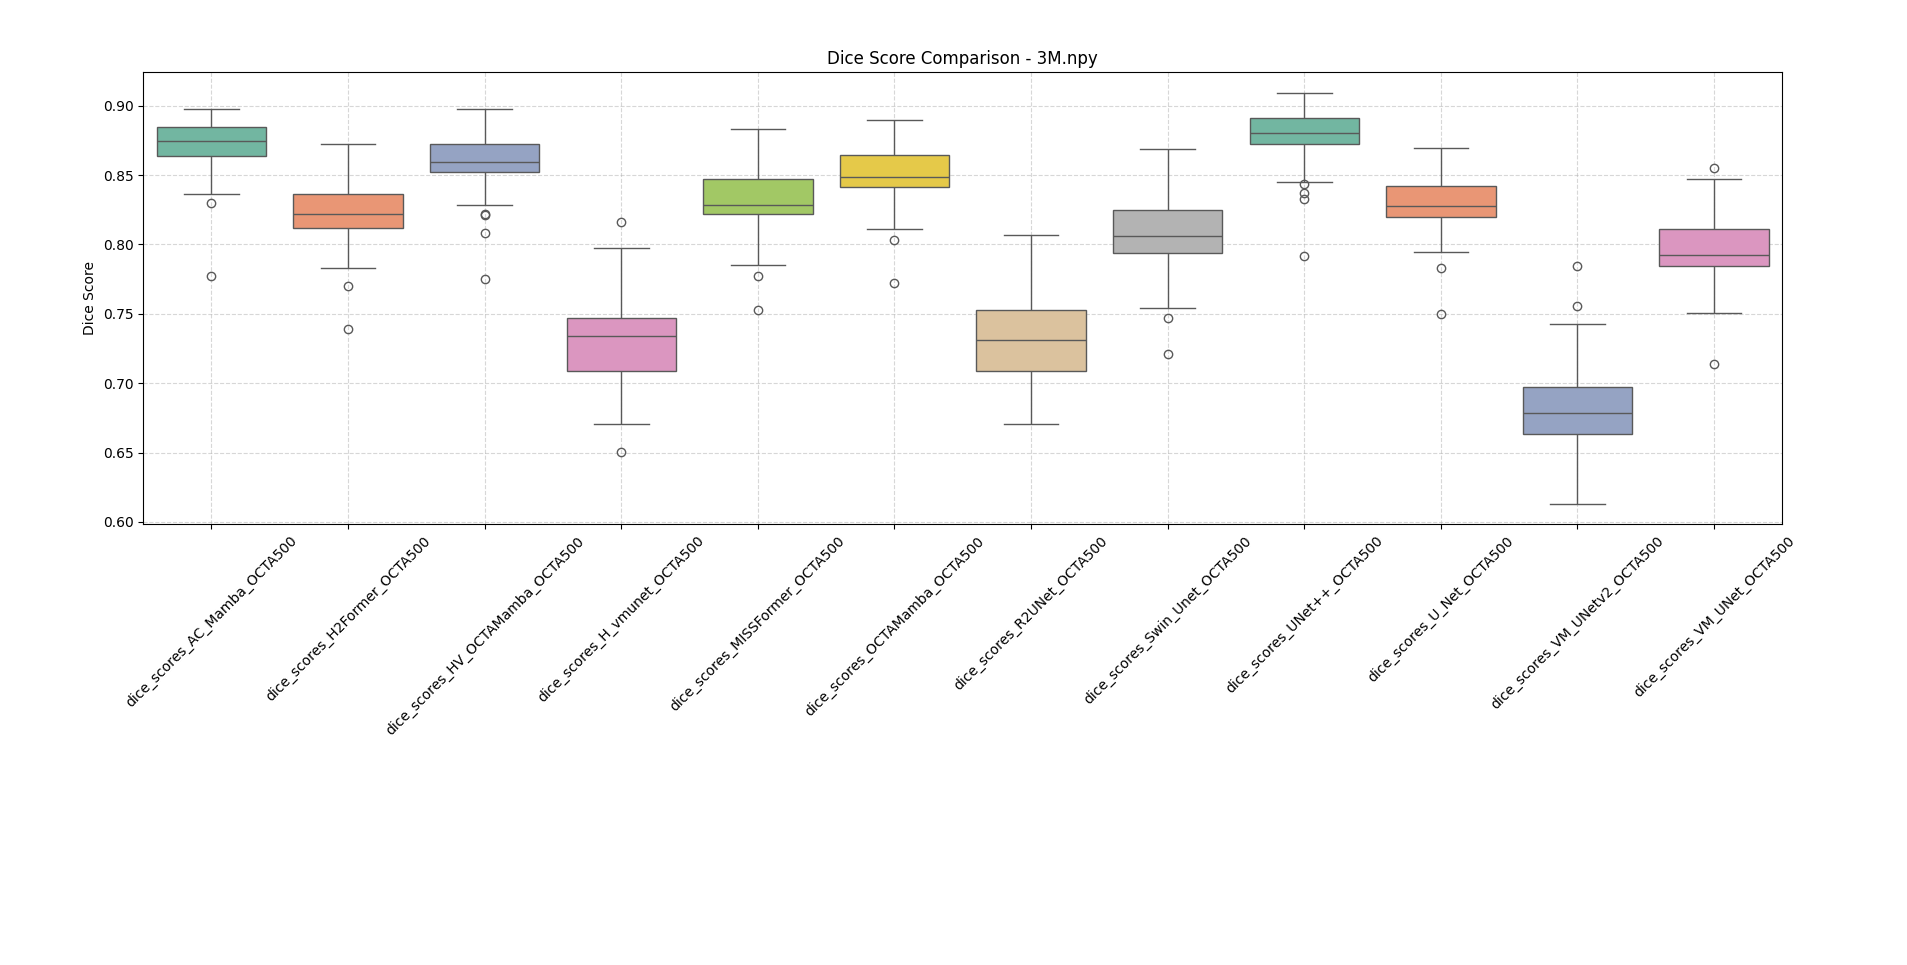 Dice Score Comparison - 3M.npy
Dice Score
0.90
0.85
0.80
0.75
0.70
0.65
0.60
dice_scores_AC_Mamba_OCTA500
dice_scores_H2Former_OCTA500
dice_scores_HV_OCTAMamba_OCTA500
dice_scores_H_vmunet_OCTA500
dice_scores_MISSFormer_OCTA500
dice_scores_OCTAMamba_OCTA500
dice_scores_R2UNet_OCTA500
dice_scores_Swin_Unet_OCTA500
dice_scores_UNet++_OCTA500
dice_scores_U_Net_OCTA500
dice_scores_VM_UNetv2_OCTA500
dice_scores_VM_UNet_OCTA500